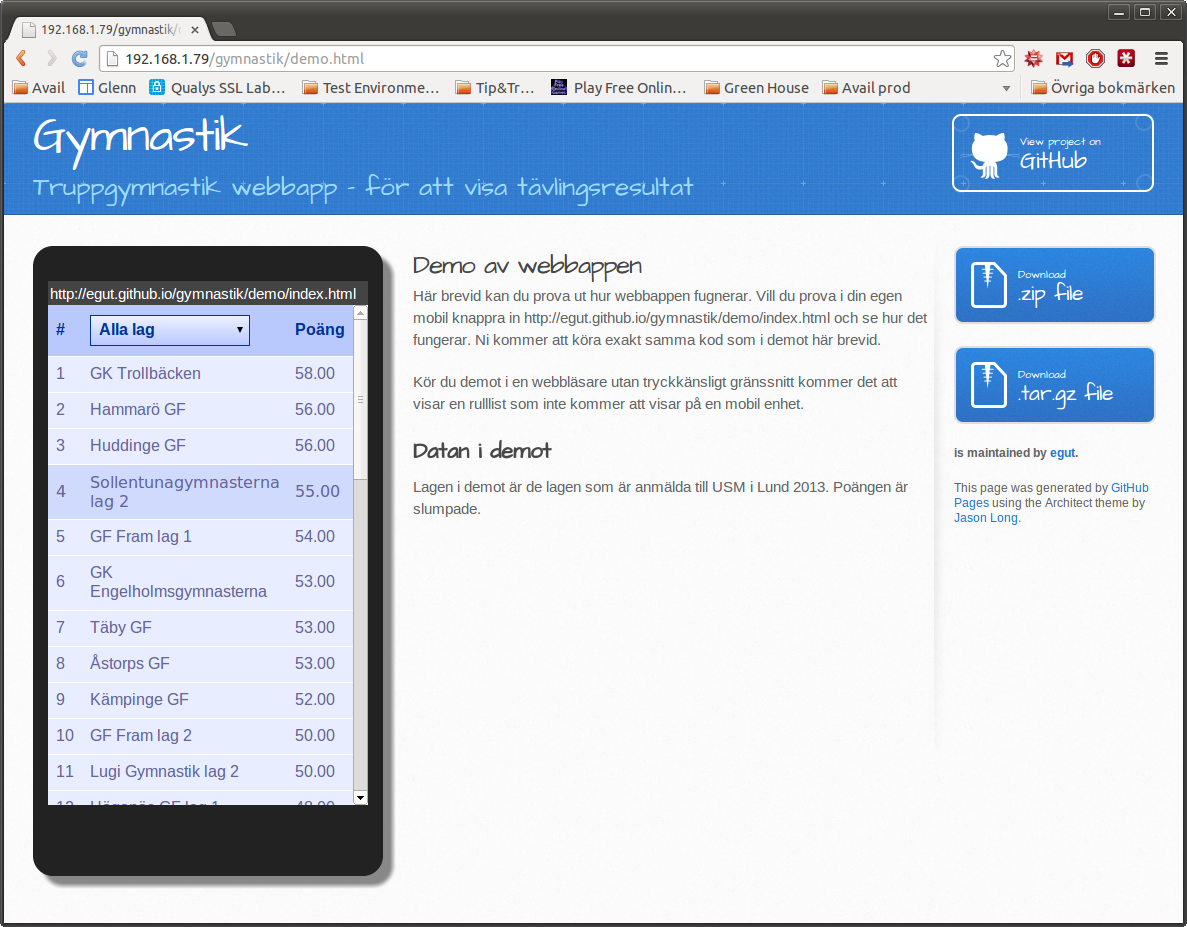 192.168.1.79/gymnastik/d
192.168.1.79/gymnastik/demo.html
Avail
Glenn
Qualys SSL Lab...
Test Environme...
Tip&Tr...
Play Free Onlin...
Green House
Avail prod
Övriga bokmärken
Gymnastik
Truppgymnastik webbapp - för att visa tävlingsresultat
View project on
GitHub
http://egut.github.io/gymnastik/demo/index.html
# Alla lag Poäng
1 GK Trollbäcken 58.00
2 Hammarö GF 56.00
3 Huddinge GF 56.00
4 Sollentunagymnasterna lag 2 55.00
5 GF Fram lag 1 54.00
6 GK Engelholmsgymnasterna 53.00
7 Täby GF 53.00
8 Åstorps GF 53.00
9 Kämpinge GF 52.00
10 GF Fram lag 2 50.00
11 Lugi Gymnastik lag 2 50.00
Demo av webbappen
Här brevid kan du prova ut hur webbappen fugnerar. Vill du prova i din egen
mobil knappra in http://egut.github.io/gymnastik/demo/index.html och se hur det
fungerar. Ni kommer att köra exakt samma kod som i demot här brevid.
Kör du demot i en webbläsare utan tryckkänsligt gränssnitt kommer det att
visar en rulllist som inte kommer att visar på en mobil enhet.
Datan i demot
Lagen i demot är de lagen som är anmälda till USM i Lund 2013. Poängen är
slumpade.
Download
.zip file
Download
.tar.gz file
is maintained by egut.
This page was generated by GitHub
Pages using the Architect theme by
Jason Long.